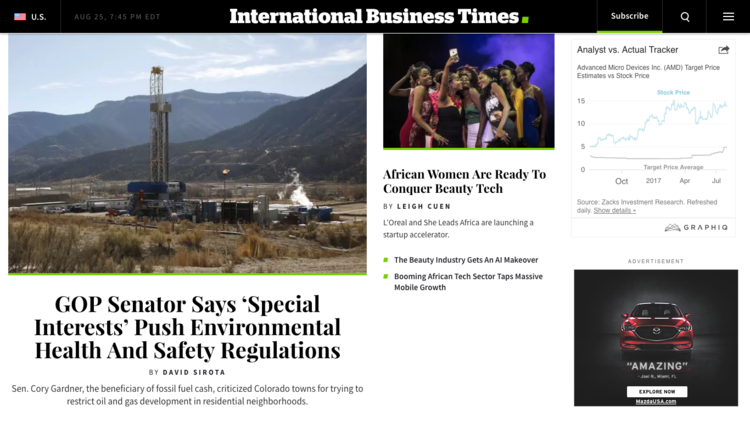 U.S.
AUG 25, 7:45 PM EDT
International Business Times.
Subscribe
GOP Senator Says ‘Special
Interests’ Push Environmental
Health And Safety Regulations
BY DAVID SIROTA
Sen. Cory Gardner, the beneficiary of fossil fuel cash, criticized Colorado towns for trying to
restrict oil and gas development in residential neighborhoods.
African Women Are Ready To
Conquer Beauty Tech
BY LEIGH CUEN
L’Oreal and She Leads Africa are launching a
startup accelerator.
The Beauty Industry Gets An AI Makeover
Booming African Tech Sector Taps Massive
Mobile Growth
Analyst vs. Actual Tracker
Advanced Micro Devices Inc. (AMD) Target Price
Estimates vs Stock Price
Stock Price
15
10
5
0
Target Price Average
Oct 2017 Apr Jul
Source: Zacks Investment Research. Refreshed
daily. Show details
GRAPHIQ
ADVERTISEMENT
“AMAZING”
- Joel N., Miami, FL.
EXPLORE NOW
MazdaUSA.com